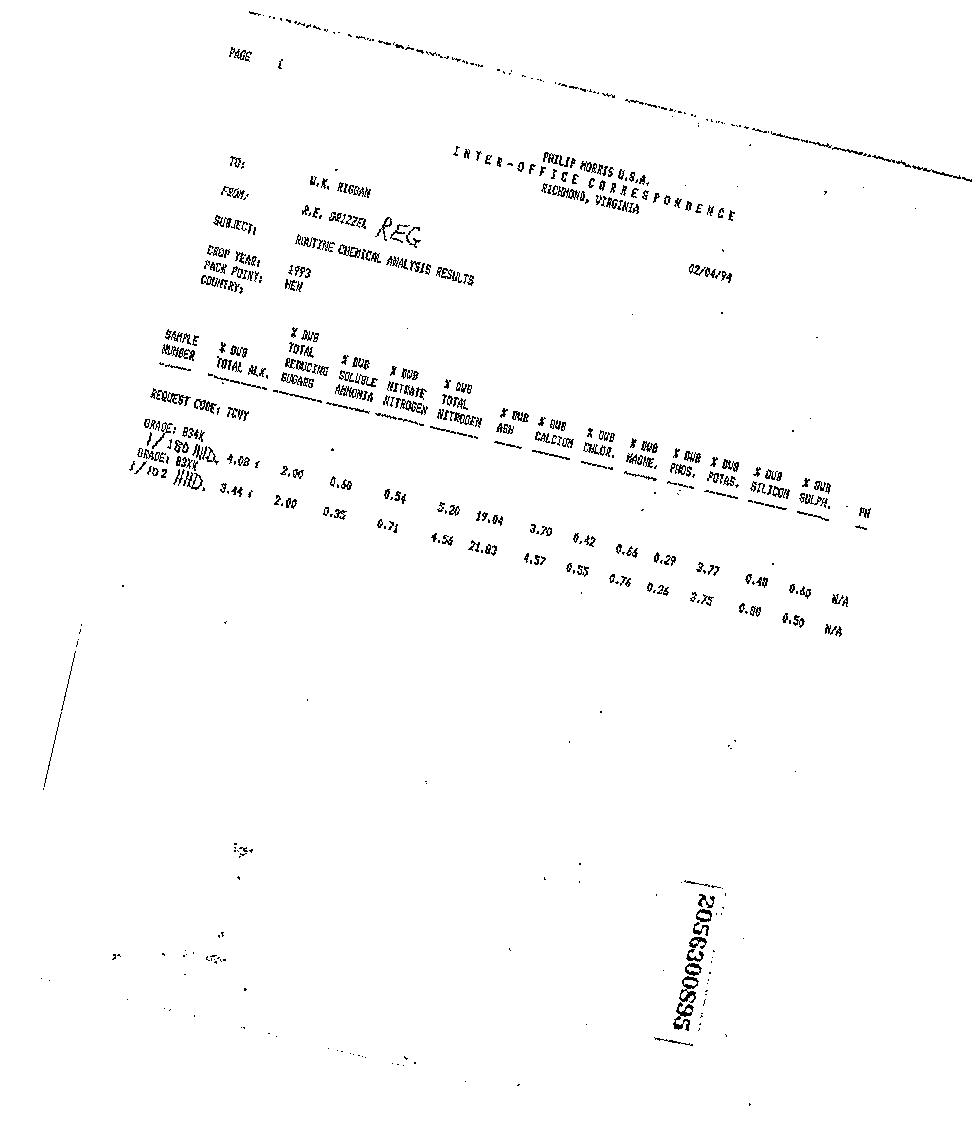 PAGE 1
PHILIP MORRIS U.S.A.
INTER-OFFICE CORRESPONDENCE
RICHMOND, VIRGINIA
TO: W.K. RIGGAN
FROM: R.E. GRIZZEL REG
02/04/94
SUBJECT: ROUTINE CHEMICAL ANALYSIS RESULTS
CROP YEAR: 1993
PACK POINT: HEN
COUNTRY:
% DWB
SAMPLE % DWB TOTAL % DWB % DWB % DWB
NUMBER TOTAL ALK. REDUCING SOLUBLE NITRATE TOTAL % DWB % DWB % DWB % DWB % DWB % DWB % DWB % DWB
SUGARS AMMONIA NITROGEN NITROGEN ASH CALCIUM CHLOR. MAGNE. PHOS. POTAS. SILICON SULPH. PH
REQUEST CODE: TCVY
GRADE: B34K
1/180 HHD. 4.08 < 2.00 0.60 0.54 5.20 19.04 3.70 0.42 0.66 0.29 3.77 0.40 0.60 N/A
GRADE: B3XK
1/102 HHD. 3.44 < 2.00 0.35 0.71 4.56 21.83 4.57 0.55 0.76 0.26 3.75 0.80 0.50 N/A